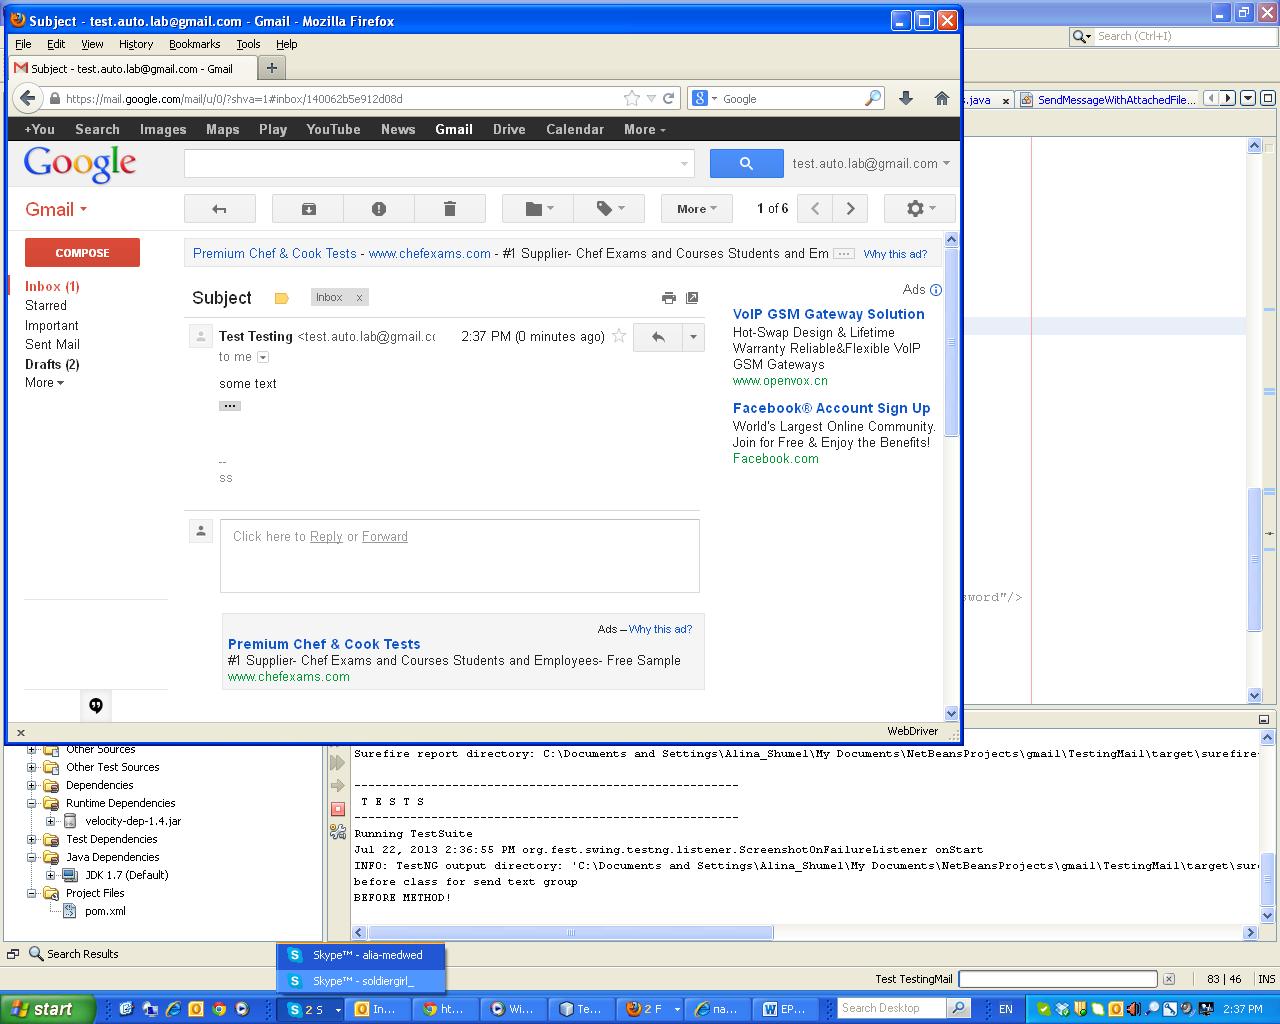 Subject - test.auto.lab@gmail.com - Gmail - Mozilla Firefox
File Edit View History Bookmarks Tools Help
Search (Ctrl+I)
Subject - test.auto.lab@gmail.com - Gmail
https://mail.google.com/mail/u/0/?shva=1#inbox/140062b5e912d08d
Google
s.java x SendMessageWithAttachedFile...
+You Search Images Maps Play YouTube News Gmail Drive Calendar More
Google
test.auto.lab@gmail.com
Gmail
More
1 of 6
COMPOSE
Premium Chef & Cook Tests - www.chefexams.com - #1 Supplier- Chef Exams and Courses Students and Em ... Why this ad?
Inbox (1)
Starred
Important
Sent Mail
Drafts (2)
More
Subject
Inbox x
Test Testing <test.auto.lab@gmail.cc
2:37 PM (0 minutes ago)
to me
some text
...
--
ss
Click here to Reply or Forward
Ads
VoIP GSM Gateway Solution
Hot-Swap Design & Lifetime
Warranty Reliable&Flexible VoIP
GSM Gateways
www.openvox.cn
Facebook® Account Sign Up
World's Largest Online Community.
Join for Free & Enjoy the Benefits!
Facebook.com
Ads – Why this ad?
Premium Chef & Cook Tests
#1 Supplier- Chef Exams and Courses Students and Employees- Free Sample
www.chefexams.com
sword"/>
x
WebDriver
Other Sources
Other Test Sources
Dependencies
Runtime Dependencies
velocity-dep-1.4.jar
Test Dependencies
Java Dependencies
JDK 1.7 (Default)
Project Files
pom.xml
Surefire report directory: C:\Documents and Settings\Alina_Shumel\My Documents\NetBeansProjects\gmail\TestingMail\target\surefire
-------------------------------------------------------
T E S T S
-------------------------------------------------------
Running TestSuite
Jul 22, 2013 2:36:55 PM org.fest.swing.testng.listener.ScreenshotOnFailureListener onStart
INFO: TestNG output directory: 'C:\Documents and Settings\Alina_Shumel\My Documents\NetBeansProjects\gmail\TestingMail\target\sure
before class for send text group
BEFORE METHOD!
Search Results
Skype™ - alia-medwed
Skype™ - soldiergirl_
Test TestingMail
83 | 46 INS
start
2 S
In...
ht...
Wi...
Te...
2 F
na...
EP...
Search Desktop
EN
2:37 PM